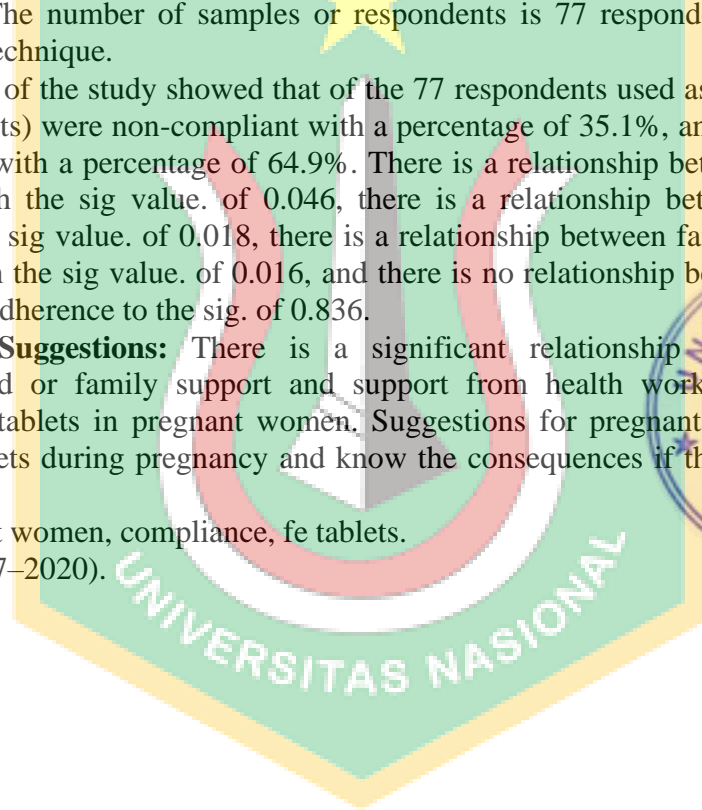 The number of samples or respondents is 77 respond
echnique.
of the study showed that of the 77 respondents used as
ts) were non-compliant with a percentage of 35.1%, an
with a percentage of 64.9%. There is a relationship bet
h the sig value. of 0.046, there is a relationship bet
sig value. of 0.018, there is a relationship between fa
n the sig value. of 0.016, and there is no relationship be
dherence to the sig. of 0.836.
Suggestions: There is a significant relationship
d or family support and support from health work
tablets in pregnant women. Suggestions for pregnant
ets during pregnancy and know the consequences if th
t women, compliance, fe tablets.
7–2020).
UNIVERSITAS NASIONAL